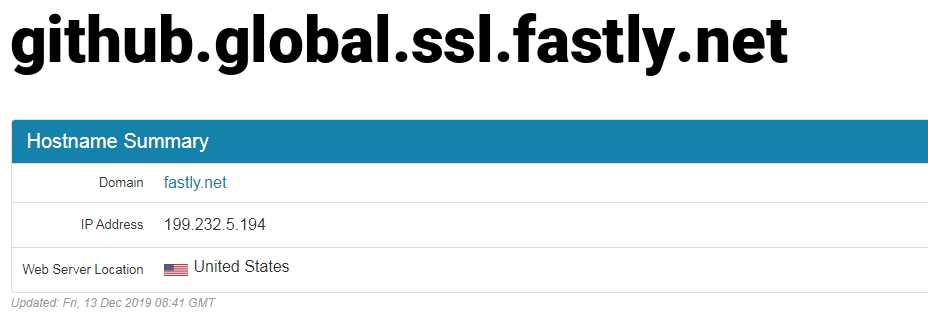 github.global.ssl.fastly.net
Hostname Summary
Domain fastly.net
IP Address 199.232.5.194
Web Server Location United States
Updated: Fri, 13 Dec 2019 08:41 GMT